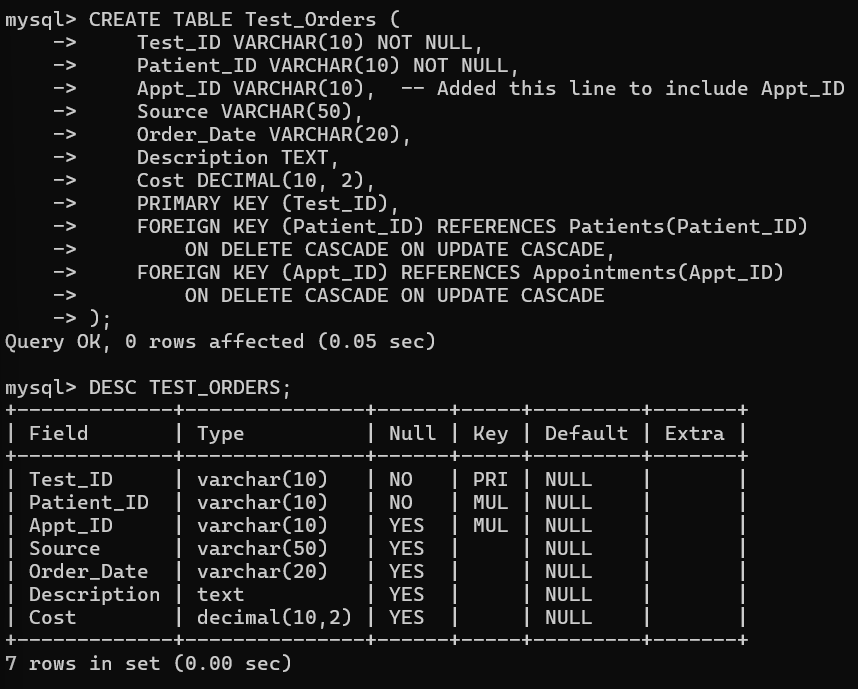 mysql> CREATE TABLE Test_Orders (
    ->     Test_ID VARCHAR(10) NOT NULL,
    ->     Patient_ID VARCHAR(10) NOT NULL,
    ->     Appt_ID VARCHAR(10),  -- Added this line to include Appt_ID
    ->     Source VARCHAR(50),
    ->     Order_Date VARCHAR(20),
    ->     Description TEXT,
    ->     Cost DECIMAL(10, 2),
    ->     PRIMARY KEY (Test_ID),
    ->     FOREIGN KEY (Patient_ID) REFERENCES Patients(Patient_ID)
    ->         ON DELETE CASCADE ON UPDATE CASCADE,
    ->     FOREIGN KEY (Appt_ID) REFERENCES Appointments(Appt_ID)
    ->         ON DELETE CASCADE ON UPDATE CASCADE
    -> );
Query OK, 0 rows affected (0.05 sec)

mysql> DESC TEST_ORDERS;
+-------------+---------------+------+-----+---------+-------+
| Field       | Type          | Null | Key | Default | Extra |
+-------------+---------------+------+-----+---------+-------+
| Test_ID     | varchar(10)   | NO   | PRI | NULL    |       |
| Patient_ID  | varchar(10)   | NO   | MUL | NULL    |       |
| Appt_ID     | varchar(10)   | YES  | MUL | NULL    |       |
| Source      | varchar(50)   | YES  |     | NULL    |       |
| Order_Date  | varchar(20)   | YES  |     | NULL    |       |
| Description | text          | YES  |     | NULL    |       |
| Cost        | decimal(10,2) | YES  |     | NULL    |       |
+-------------+---------------+------+-----+---------+-------+
7 rows in set (0.00 sec)